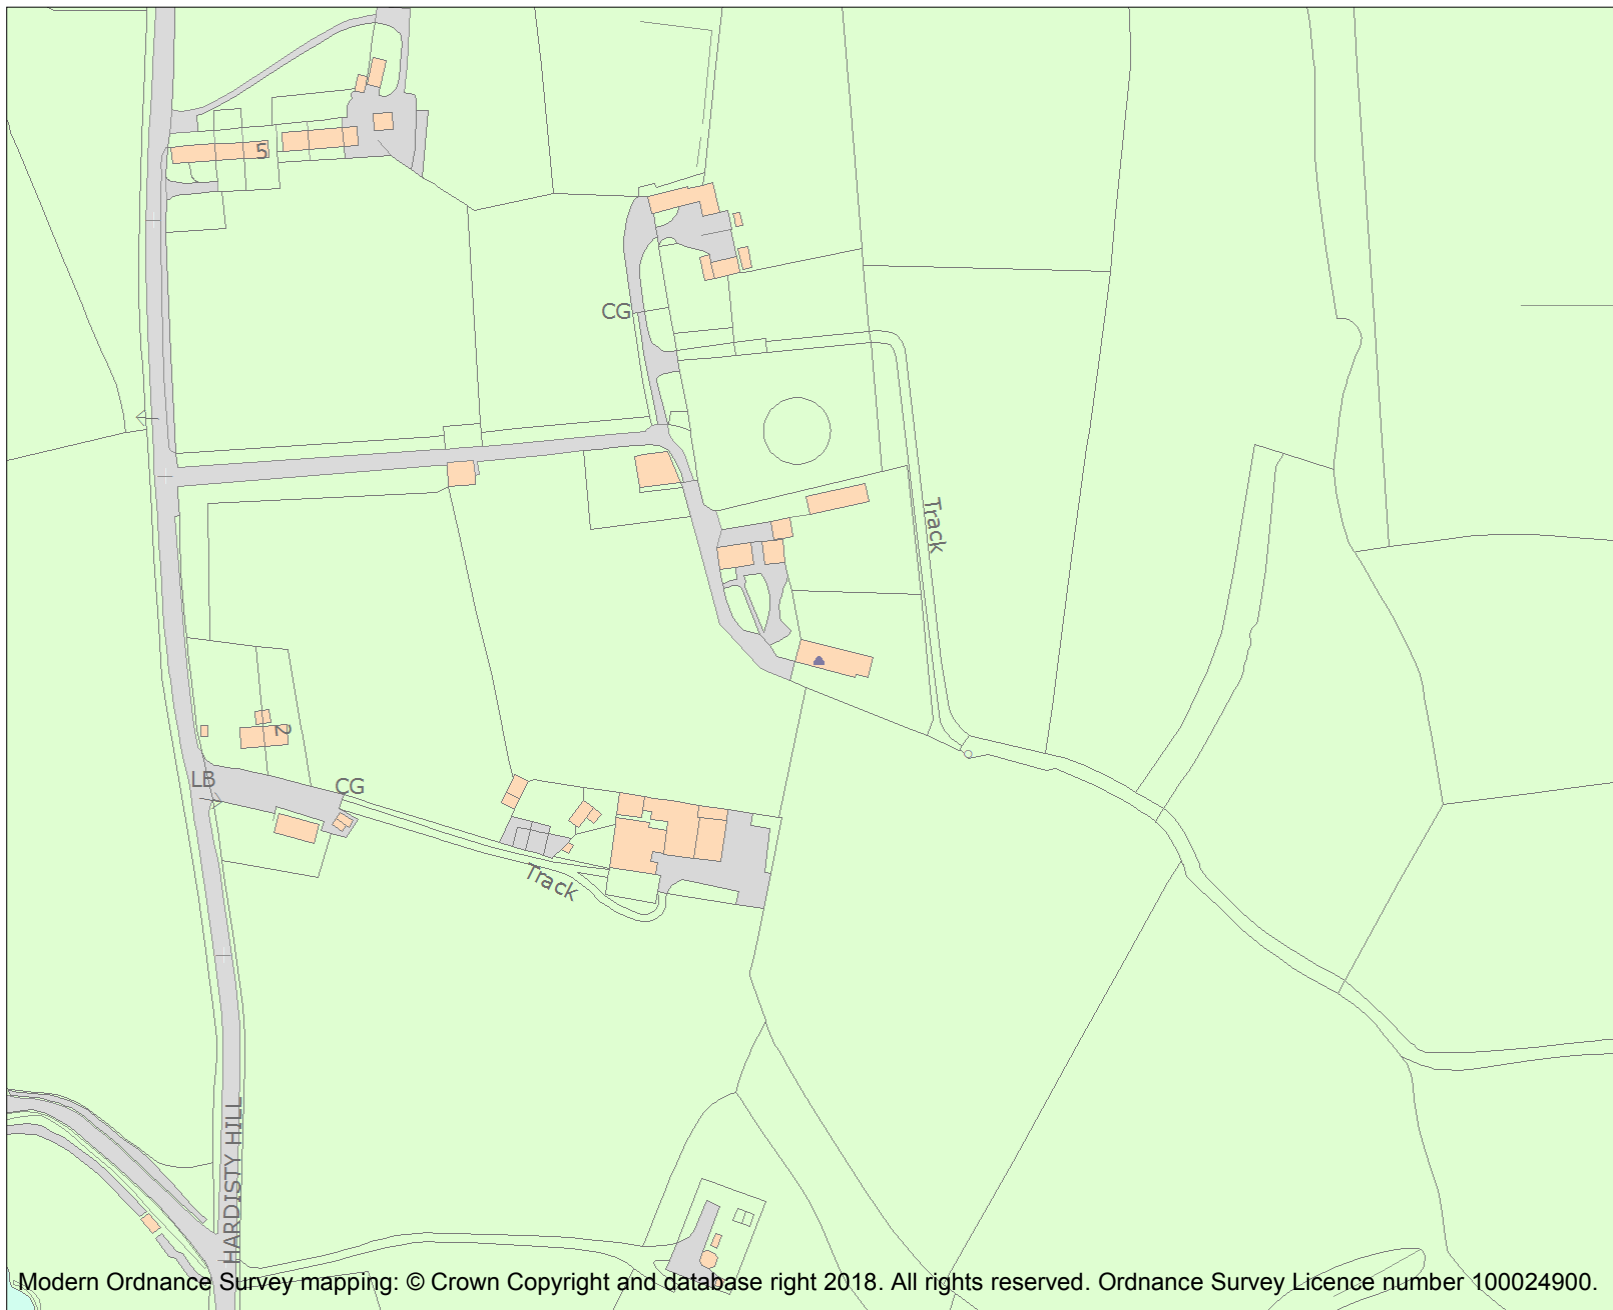 5
CG
Track
2
LB
CG
Track
HARDISTY HILL
Modern Ordnance Survey mapping: © Crown Copyright and database right 2018. All rights reserved. Ordnance Survey Licence number 100024900.